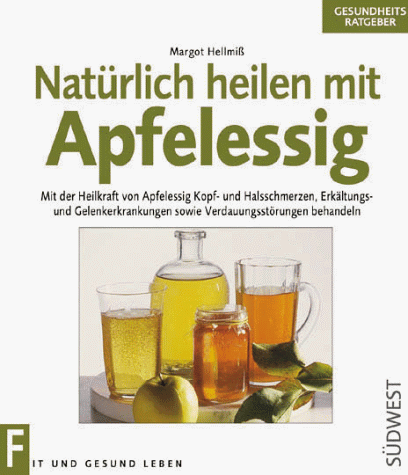 GESUNDHEITS
RATGEBER
Margot Hellmiß
Natürlich heilen mit
Apfelessig
Mit der Heilkraft von Apfelessig Kopf- und Halsschmerzen, Erkältungs-
und Gelenkerkrankungen sowie Verdauungsstörungen behandeln
SÜDWEST
FIT UND GESUND LEBEN